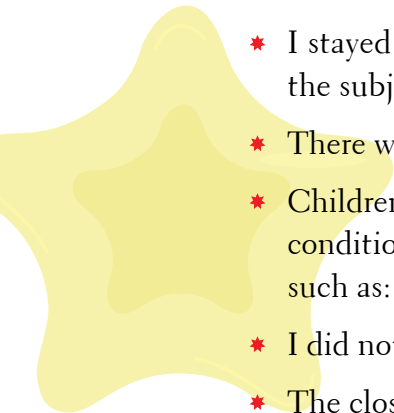 I stayed
the subj
There w
Children
conditio
such as:
I did no
The clos